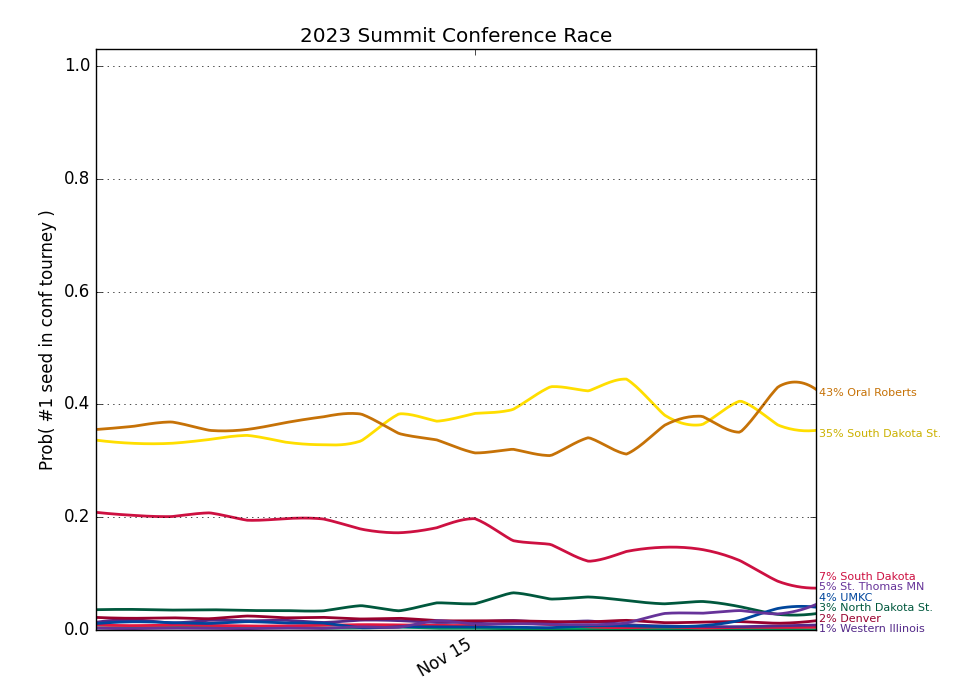 2023 Summit Conference Race
Prob( #1 seed in conf tourney )
1.0
0.8
0.6
0.4
0.2
0.0
Nov 15
43% Oral Roberts
35% South Dakota St.
7% South Dakota
5% St. Thomas MN
4% UMKC
3% North Dakota St.
2% Denver
1% Western Illinois